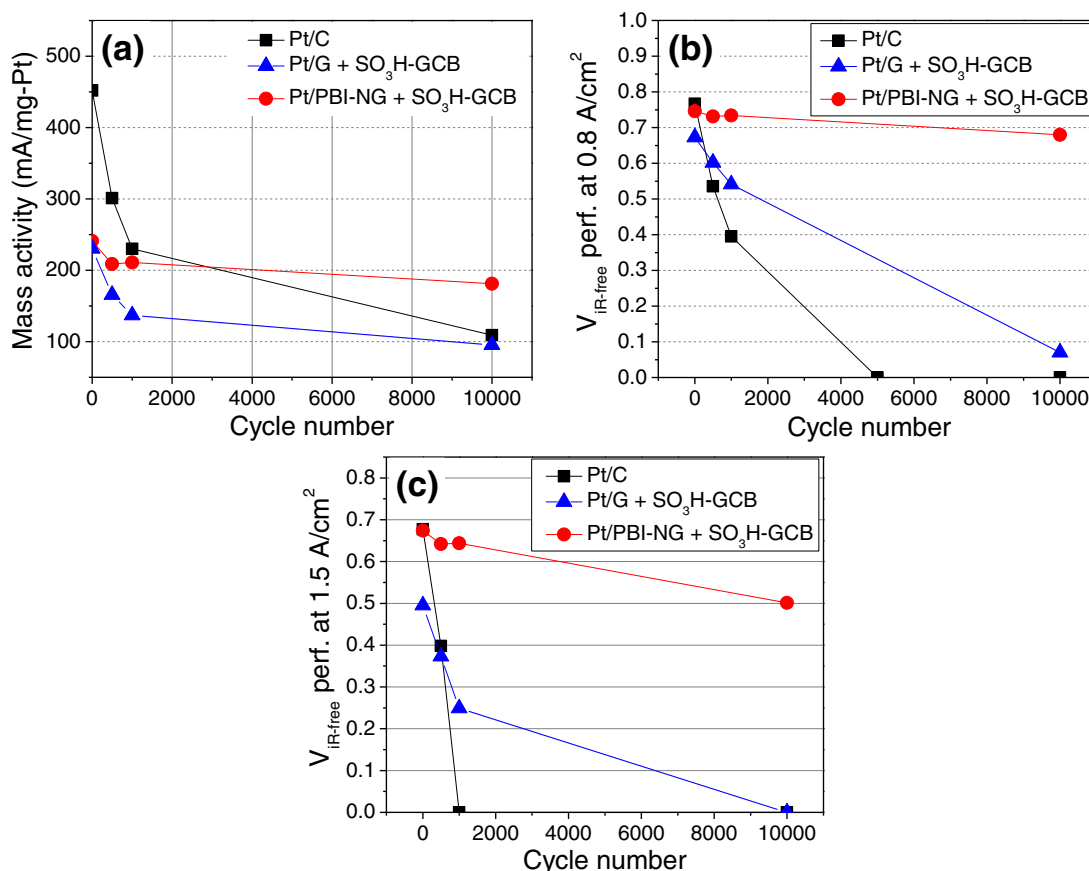 (a)
Pt/C
Pt/G + SO₃H-GCB
Pt/PBI-NG + SO₃H-GCB
500
400
300
200
100
Mass activity (mA/mg-Pt)
0 2000 4000 6000 8000 10000
Cycle number
(b)
Pt/C
Pt/G + SO₃H-GCB
Pt/PBI-NG + SO₃H-GCB
1.0
0.9
0.8
0.7
0.6
0.5
0.4
0.3
0.2
0.1
0.0
V iR-free perf. at 0.8 A/cm²
0 2000 4000 6000 8000 10000
Cycle number
(c)
Pt/C
Pt/G + SO₃H-GCB
Pt/PBI-NG + SO₃H-GCB
0.8
0.7
0.6
0.5
0.4
0.3
0.2
0.1
0.0
V iR-free perf. at 1.5 A/cm²
0 2000 4000 6000 8000 10000
Cycle number